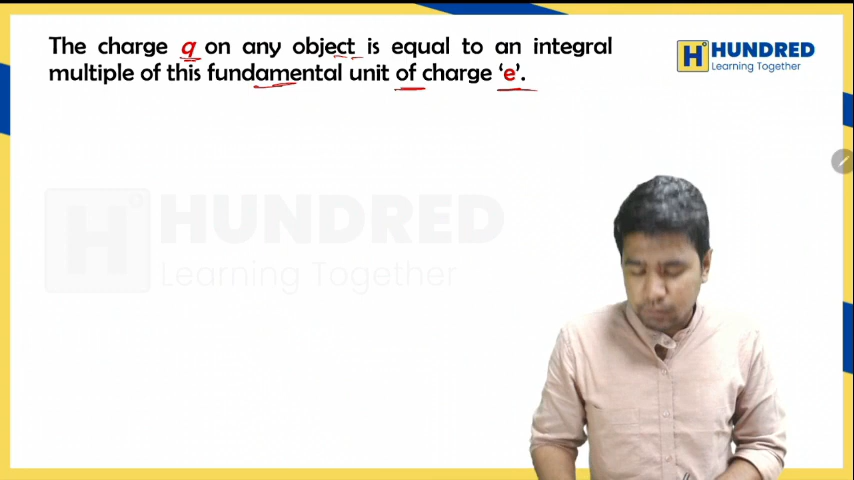 The charge q on any object is equal to an integral
multiple of this fundamental unit of charge ‘e’.
H HUNDRED
Learning Together
H HUNDRED
Learning Together